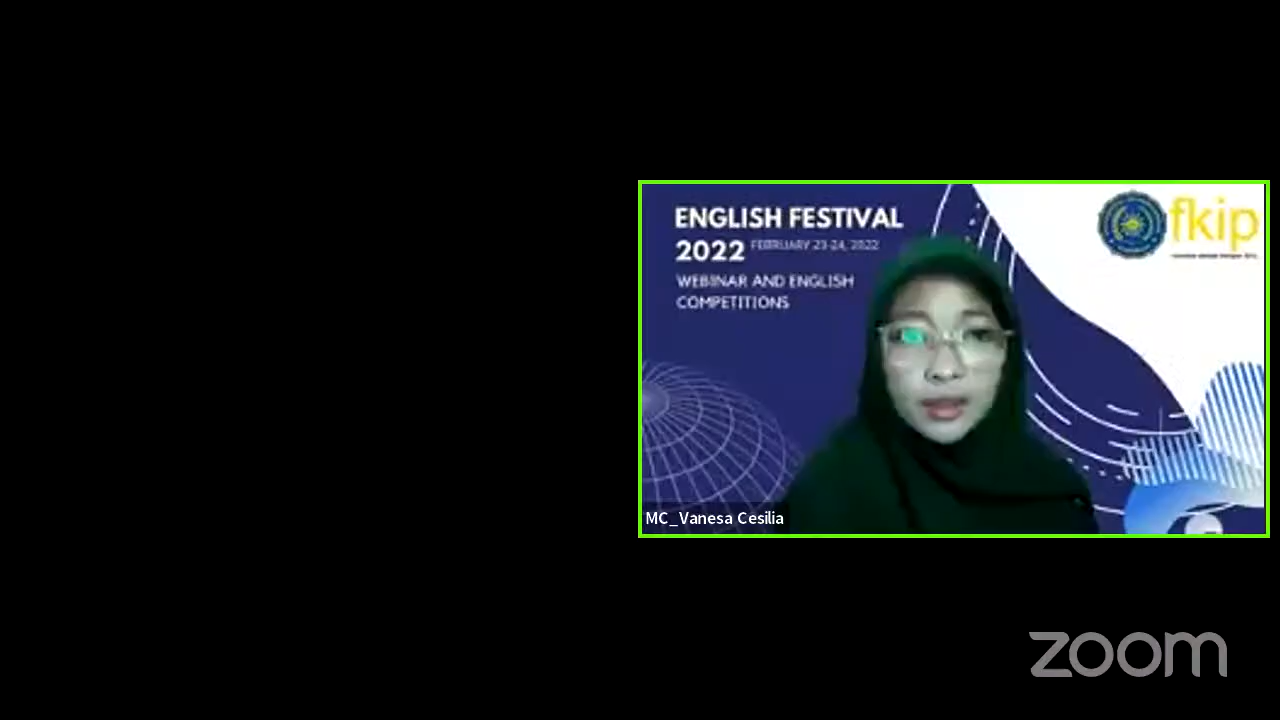 ENGLISH FESTIVAL
2022 FEBRUARY 23-24, 2022
WEBINAR AND ENGLISH
COMPETITIONS
fkip
MC_Vanesa Cesilia
zoom